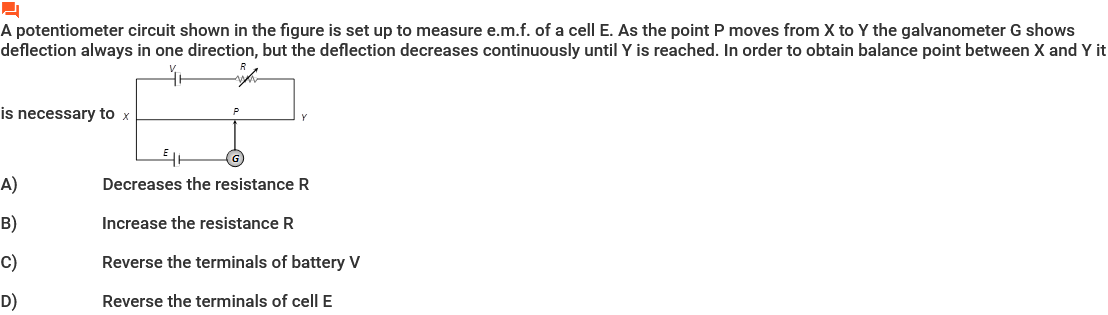 A potentiometer circuit shown in the figure is set up to measure e.m.f. of a cell E. As the point P moves from X to Y the galvanometer G shows
deflection always in one direction, but the deflection decreases continuously until Y is reached. In order to obtain balance point between X and Y it
V R
is necessary to X P Y
E G
A) Decreases the resistance R
B) Increase the resistance R
C) Reverse the terminals of battery V
D) Reverse the terminals of cell E